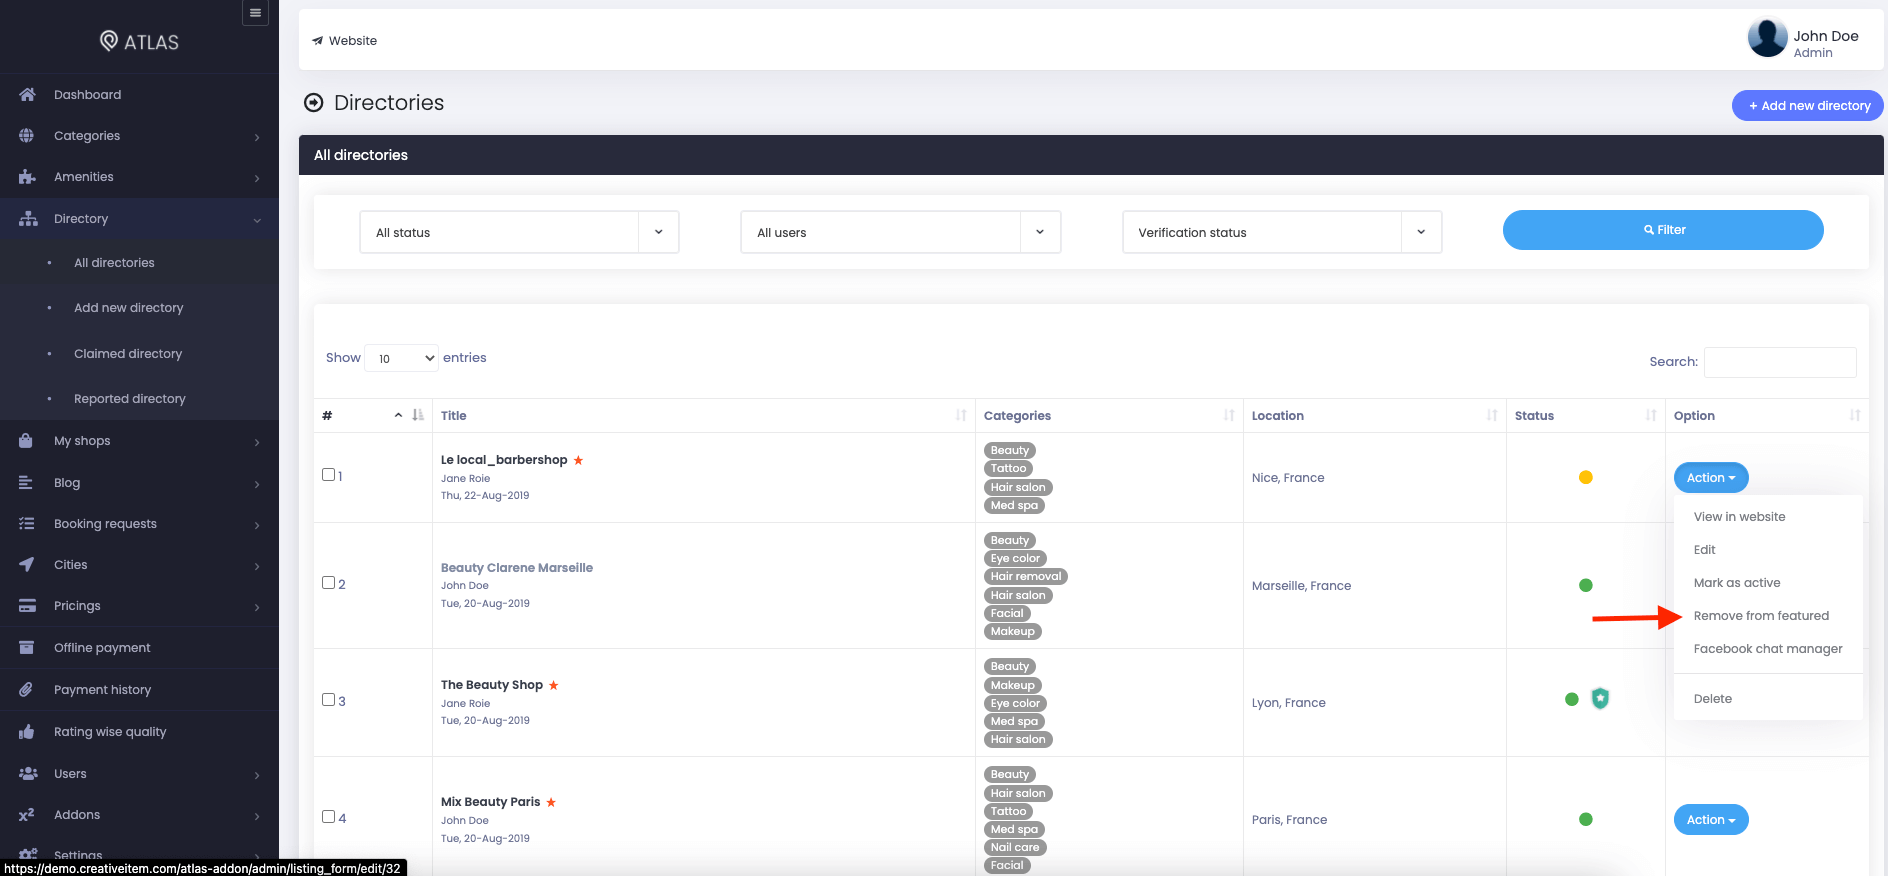 ATLAS
Dashboard
Categories
Amenities
Directory
All directories
Add new directory
Claimed directory
Reported directory
My shops
Blog
Booking requests
Cities
Pricings
Offline payment
Payment history
Rating wise quality
Users
Addons
Settings
https://demo.creativeitem.com/atlas-addon/admin/listing_form/edit/32
Website
John Doe
Admin
Directories
+ Add new directory
All directories
All status
All users
Verification status
Filter
Show 10 entries
Search:
# Title Categories Location Status Option
1
Le local_barbershop
Jane Roie
Thu, 22-Aug-2019
Beauty
Tattoo
Hair salon
Med spa
Nice, France
Action
View in website
Edit
Mark as active
Remove from featured
Facebook chat manager
Delete
2
Beauty Clarene Marseille
John Doe
Tue, 20-Aug-2019
Beauty
Eye color
Hair removal
Hair salon
Facial
Makeup
Marseille, France
3
The Beauty Shop
Jane Roie
Tue, 20-Aug-2019
Beauty
Makeup
Eye color
Med spa
Hair salon
Lyon, France
4
Mix Beauty Paris
John Doe
Tue, 20-Aug-2019
Beauty
Hair salon
Tattoo
Med spa
Nail care
Facial
Paris, France
Action